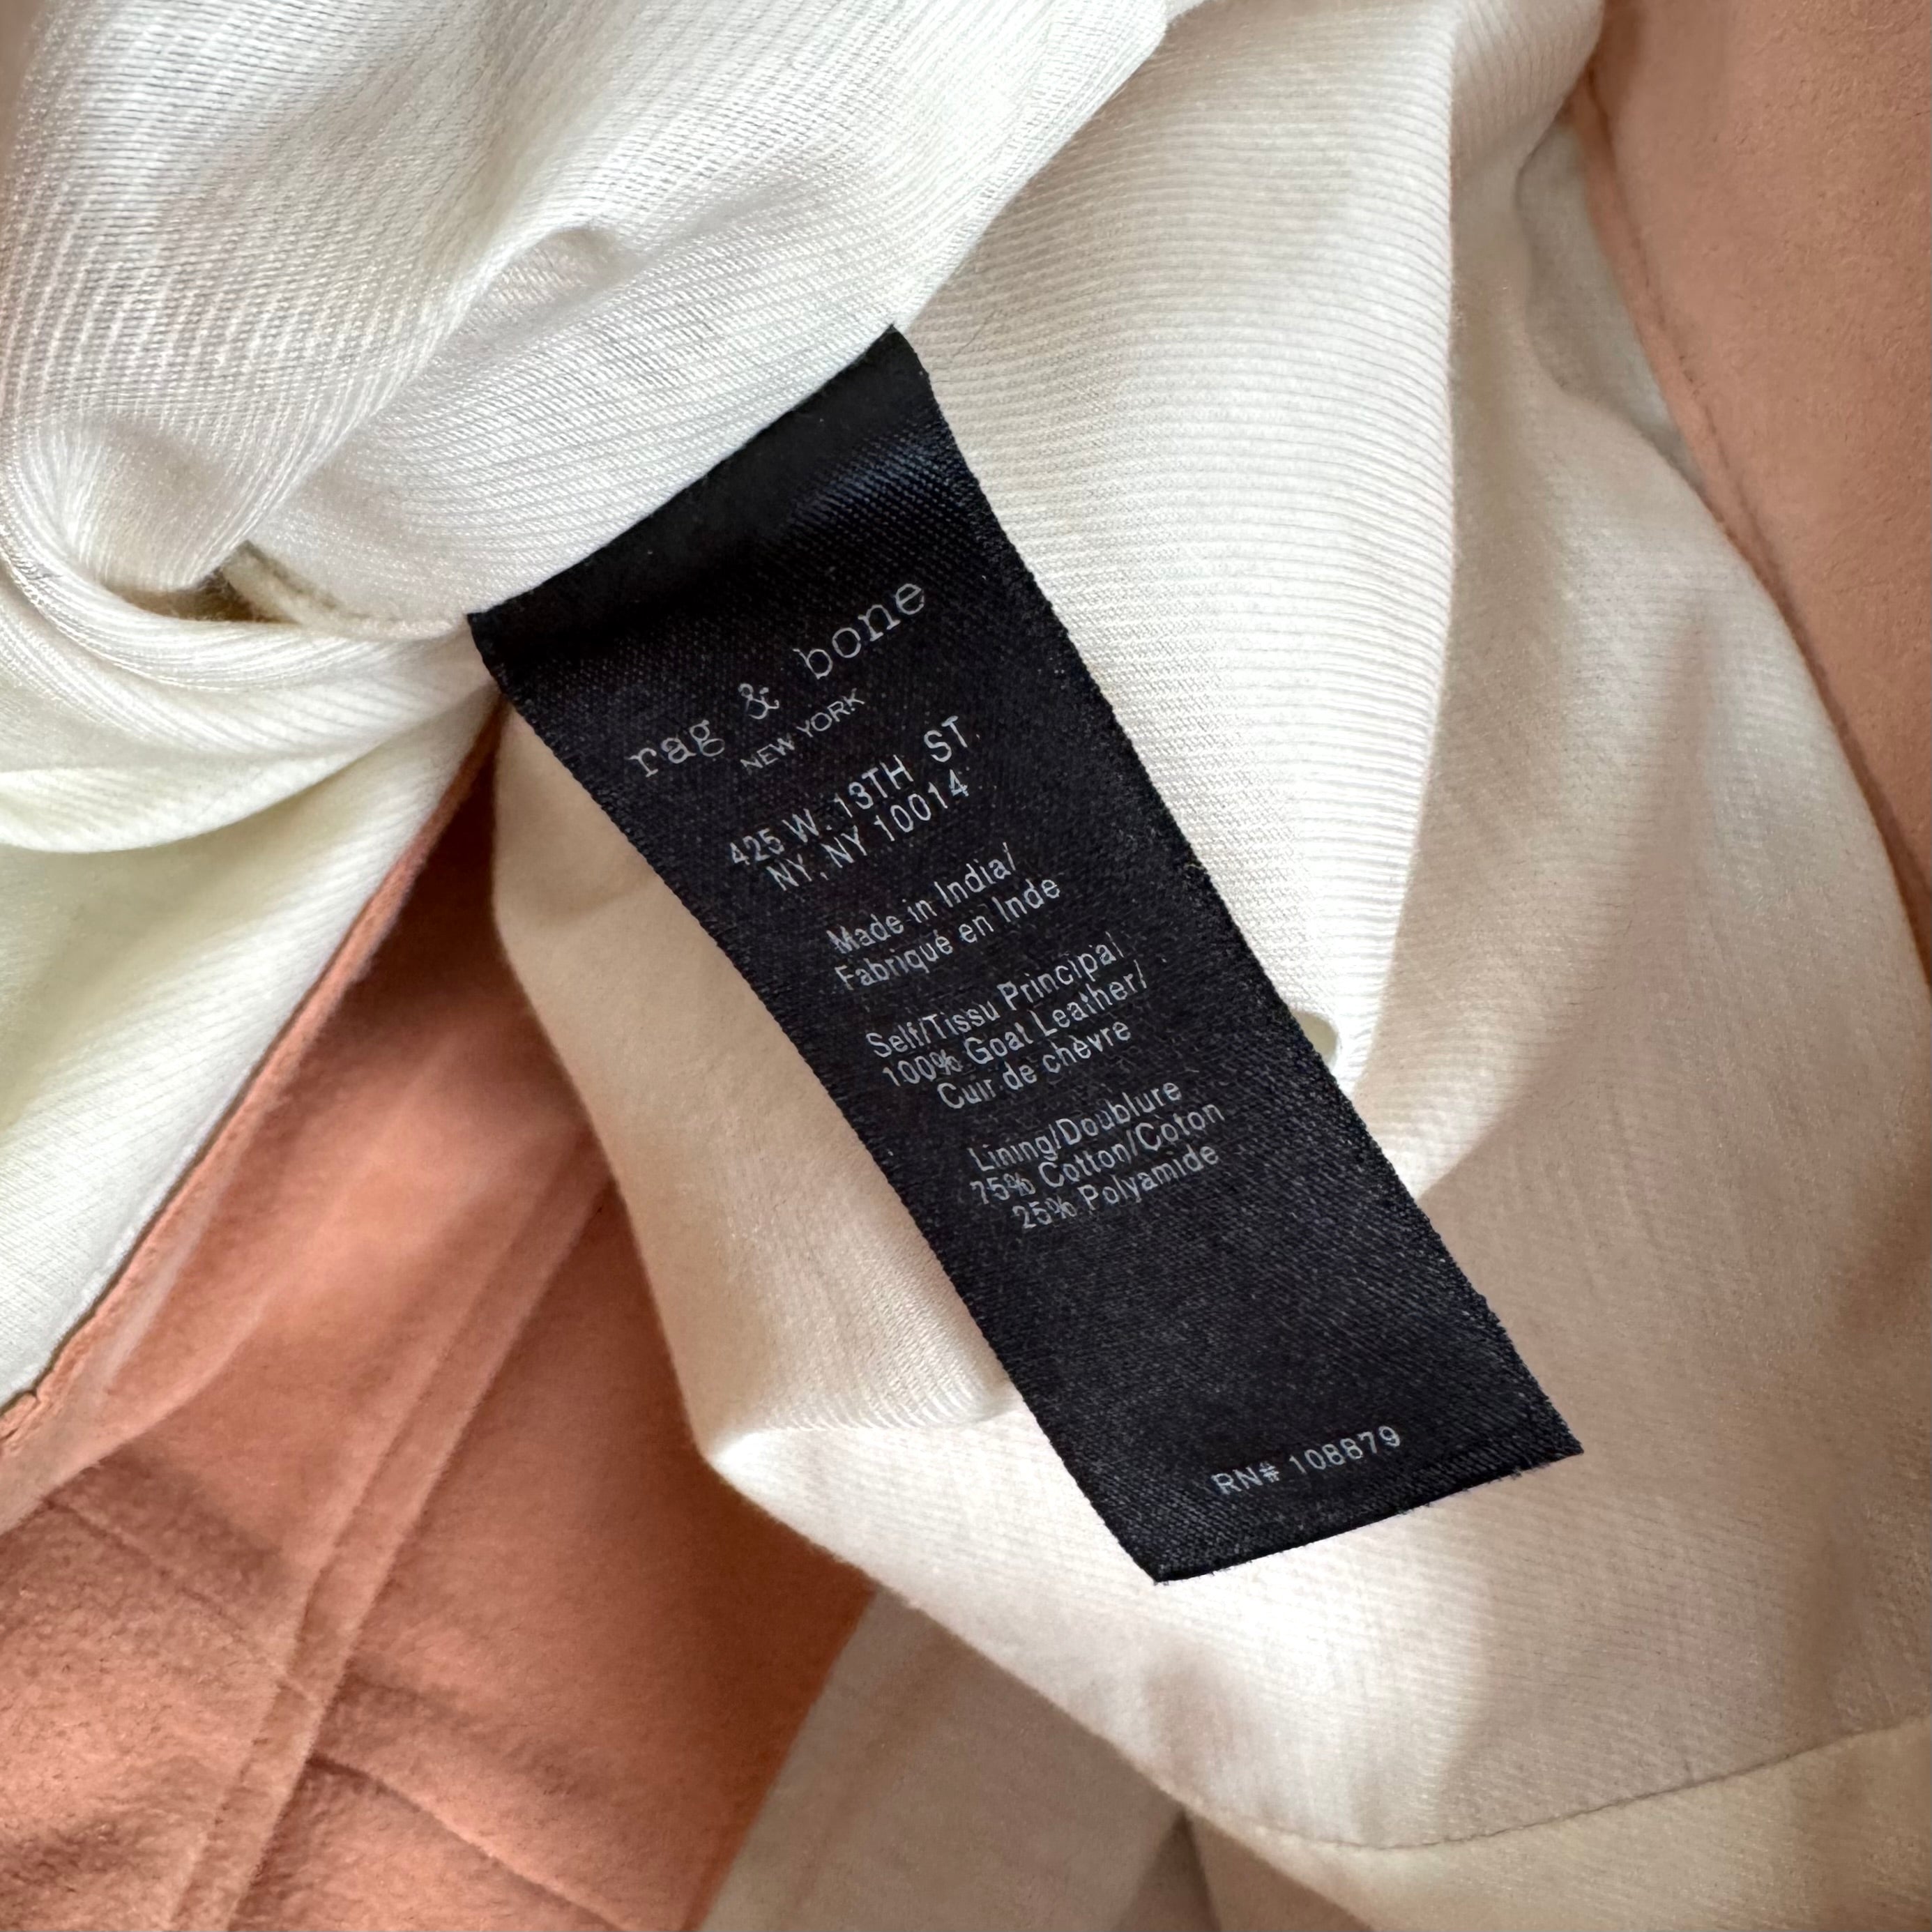 rag & bone
NEW YORK
425 W. 13TH ST.
NY, NY 10014
Made in India/
Fabriqué en Inde
Self/Tissu Principal
100% Goat Leather/
Cuir de chèvre
Lining/Doublure
75% Cotton/Coton
25% Polyamide
RN# 108879